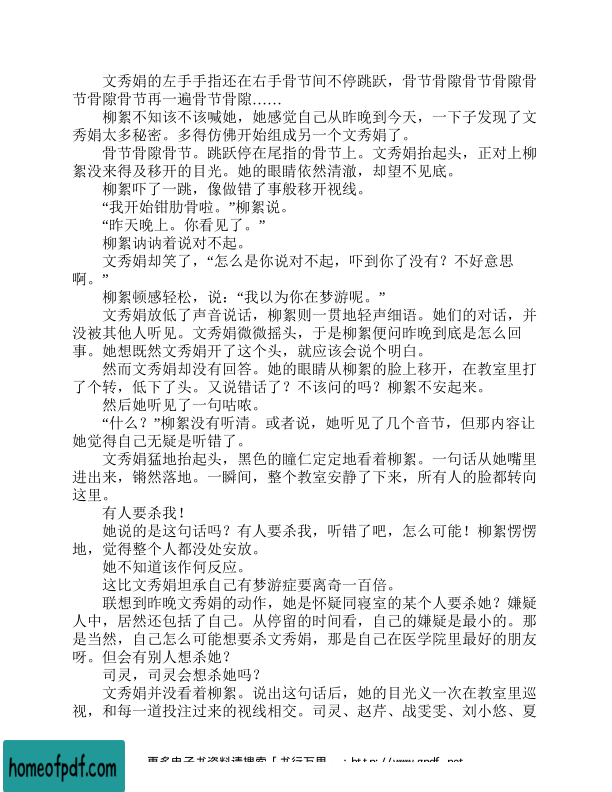 文秀娟的左手手指还在右手骨节间不停跳跃，骨节骨隙骨节骨隙骨
节骨隙骨节再一遍骨节骨隙……
柳絮不知该不该喊她，她感觉自己从昨晚到今天，一下子发现了文
秀娟太多秘密。多得仿佛开始组成另一个文秀娟了。
骨节骨隙骨节。跳跃停在尾指的骨节上。文秀娟抬起头，正对上柳
絮没来得及移开的目光。她的眼睛依然清澈，却望不见底。
柳絮吓了一跳，像做错了事般移开视线。
“我开始钳肋骨啦。”柳絮说。
“昨天晚上。你看见了。”
柳絮讷讷着说对不起。
文秀娟却笑了，“怎么是你说对不起，吓到你了没有？不好意思
啊。”
柳絮顿感轻松，说：“我以为你在梦游呢。”
文秀娟放低了声音说话，柳絮则一贯地轻声细语。她们的对话，并
没被其他人听见。文秀娟微微摇头，于是柳絮便问昨晚到底是怎么回
事。她想既然文秀娟开了这个头，就应该会说个明白。
然而文秀娟却没有回答。她的眼睛从柳絮的脸上移开，在教室里打
了个转，低下了头。又说错话了？不该问的吗？柳絮不安起来。
然后她听见了一句咕哝。
“什么？”柳絮没有听清。或者说，她听见了几个音节，但那内容让
她觉得自己无疑是听错了。
文秀娟猛地抬起头，黑色的瞳仁定定地看着柳絮。一句话从她嘴里
迸出来，锵然落地。一瞬间，整个教室安静了下来，所有人的脸都转向
这里。
有人要杀我！
她说的是这句话吗？有人要杀我，听错了吧，怎么可能！柳絮愣愣
地，觉得整个人都没处安放。
她不知道该作何反应。
这比文秀娟坦承自己有梦游症要离奇一百倍。
联想到昨晚文秀娟的动作，她是怀疑同寝室的某个人要杀她？嫌疑
人中，居然还包括了自己。从停留的时间看，自己的嫌疑是最小的。那
是当然，自己怎么可能想要杀文秀娟，那是自己在医学院里最好的朋友
呀。但会有别人想杀她？
司灵，司灵会想杀她吗？
文秀娟并没看着柳絮。说出这句话后，她的目光又一次在教室里巡
视，和每一道投注过来的视线相交。司灵、赵芹、战雯雯、刘小悠、夏
homeofpdf.com